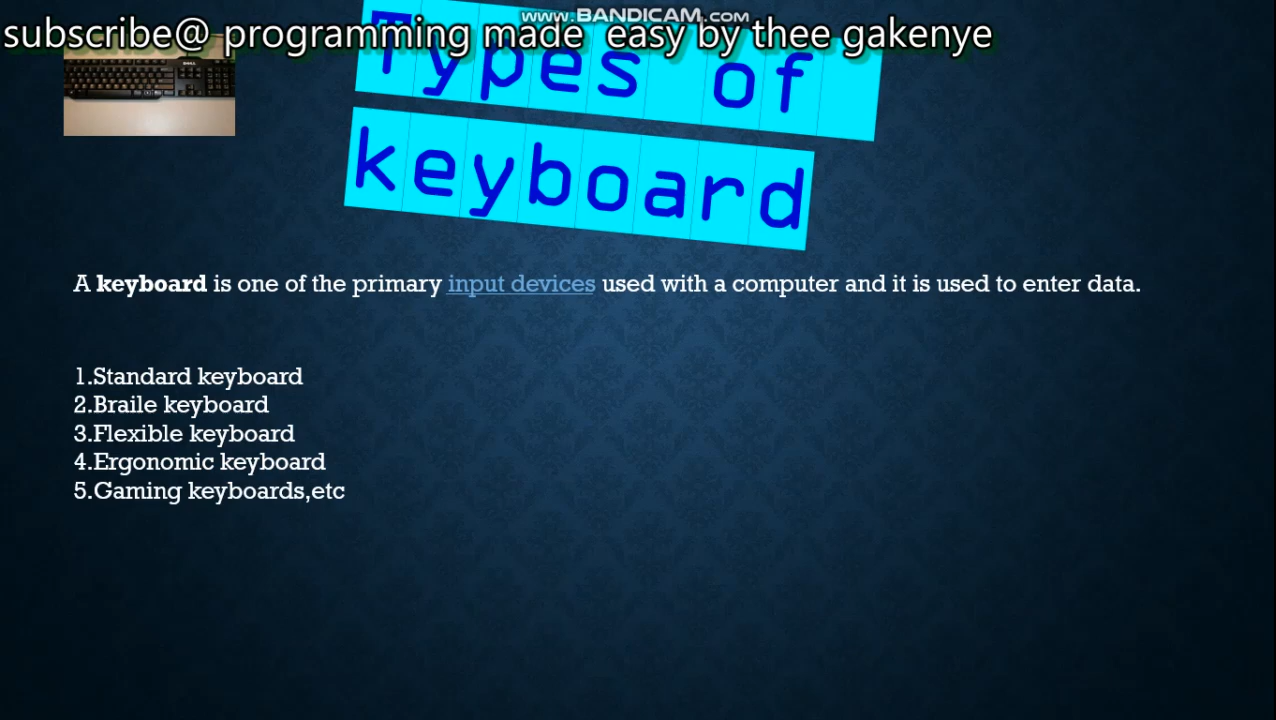 www.BANDICAM.com
subscribe@ programming made easy by thee gakenye
Types of
keyboard
DELL
A keyboard is one of the primary input devices used with a computer and it is used to enter data.
1.Standard keyboard
2.Braile keyboard
3.Flexible keyboard
4.Ergonomic keyboard
5.Gaming keyboards,etc